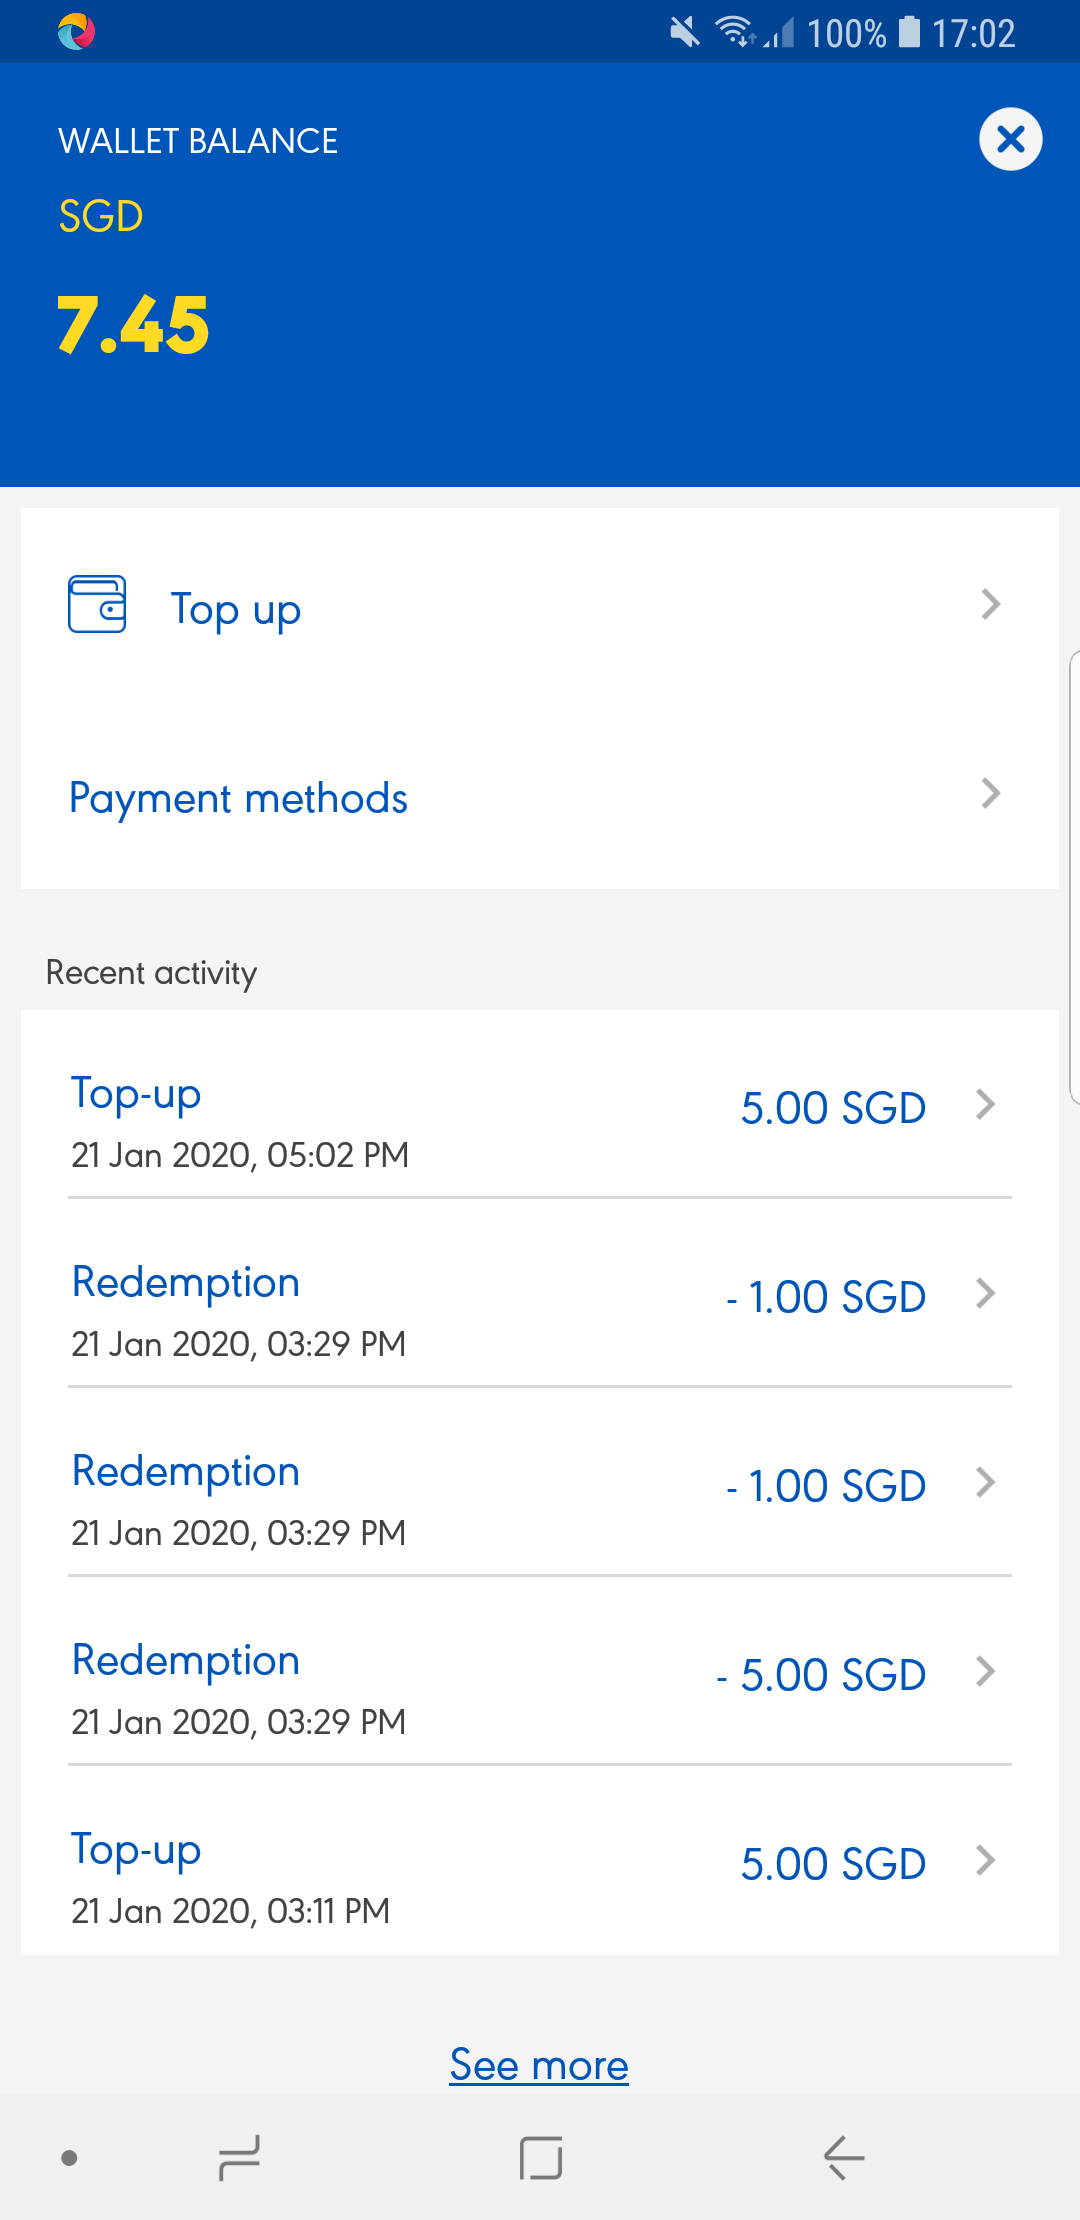 100% 17:02
WALLET BALANCE
SGD
7.45
Top up
Payment methods
Recent activity
Top-up
5.00 SGD
21 Jan 2020, 05:02 PM
Redemption
- 1.00 SGD
21 Jan 2020, 03:29 PM
Redemption
- 1.00 SGD
21 Jan 2020, 03:29 PM
Redemption
- 5.00 SGD
21 Jan 2020, 03:29 PM
Top-up
5.00 SGD
21 Jan 2020, 03:11 PM
See more